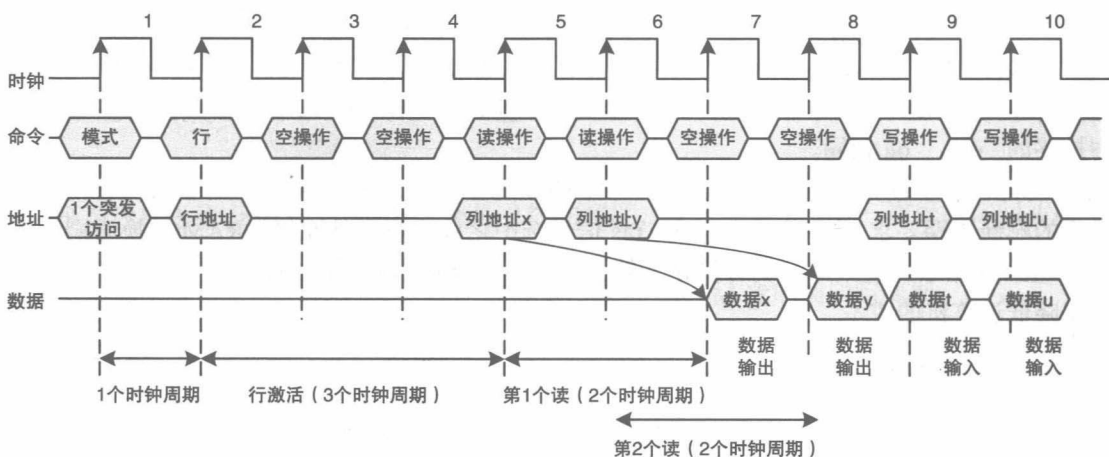 1 2 3 4 5 6 7 8 9 10
时钟
命令 模式 行 空操作 空操作 读操作 读操作 空操作 空操作 写操作 写操作
地址 1个突发访问 行地址 列地址x 列地址y 列地址t 列地址u
数据 数据x 数据y 数据t 数据u
数据 数据 数据 数据
输出 输出 输入 输入
1个时钟周期 行激活（3个时钟周期） 第1个读（2个时钟周期）
第2个读（2个时钟周期）